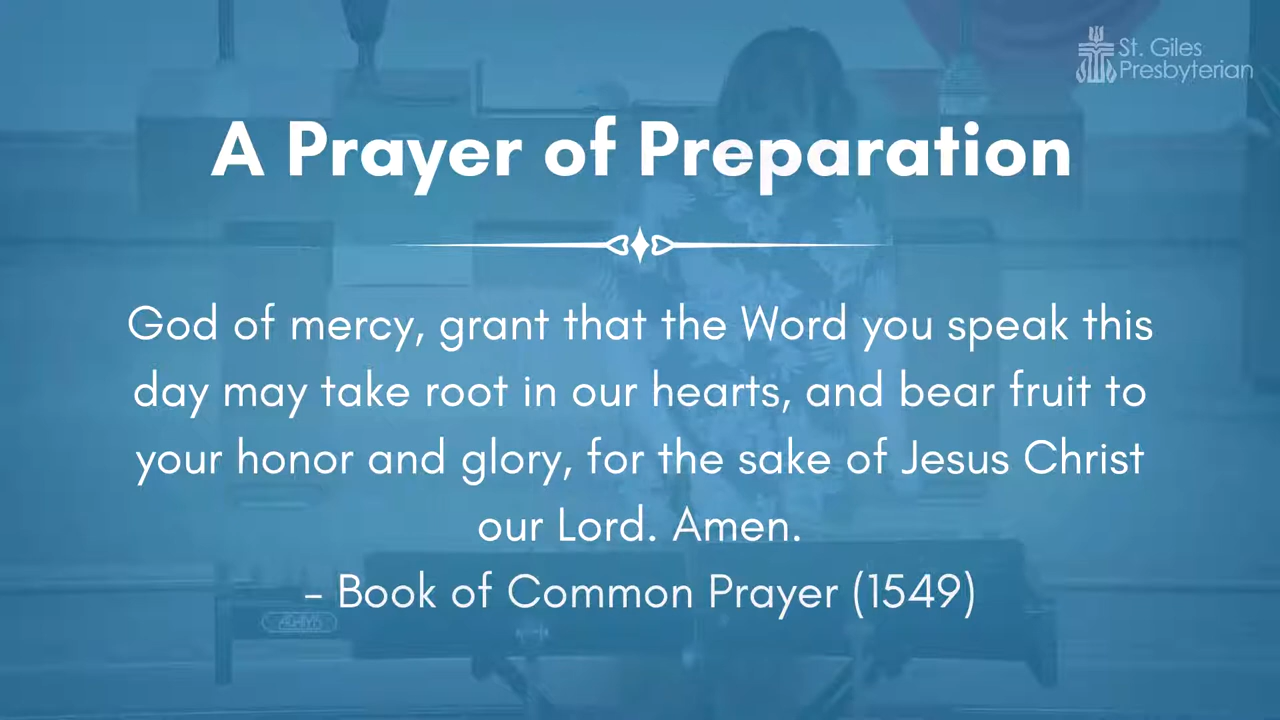 St. Giles
Presbyterian
A Prayer of Preparation
God of mercy, grant that the Word you speak this
day may take root in our hearts, and bear fruit to
your honor and glory, for the sake of Jesus Christ
our Lord. Amen.
– Book of Common Prayer (1549)